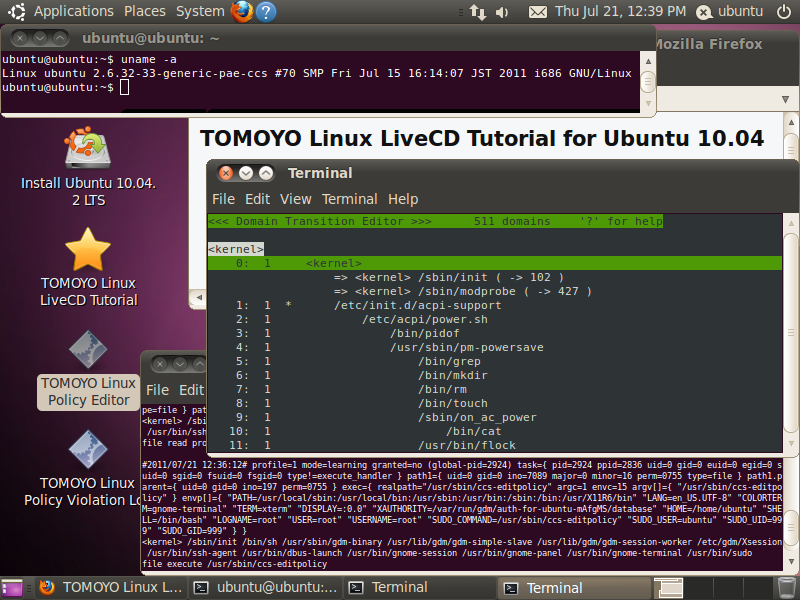 Applications Places System
Thu Jul 21, 12:39 PM
ubuntu
ubuntu@ubuntu: ~
ubuntu@ubuntu:~$ uname -a
Linux ubuntu 2.6.32-33-generic-pae-ccs #70 SMP Fri Jul 15 16:14:07 JST 2011 i686 GNU/Linux
ubuntu@ubuntu:~$
Mozilla Firefox
TOMOYO Linux LiveCD Tutorial for Ubuntu 10.04
Install Ubuntu 10.04.
2 LTS
TOMOYO Linux
LiveCD Tutorial
TOMOYO Linux
Policy Editor
TOMOYO Linux
Policy Violation Lo
Terminal
File Edit View Terminal Help
<<< Domain Transition Editor >>> 511 domains '?' for help
<kernel>
0: 1 <kernel>
=> <kernel> /sbin/init ( -> 102 )
=> <kernel> /sbin/modprobe ( -> 427 )
1: 1 * /etc/init.d/acpi-support
2: 1 /etc/acpi/power.sh
3: 1 /bin/pidof
4: 1 /usr/sbin/pm-powersave
5: 1 /bin/grep
6: 1 /bin/mkdir
7: 1 /bin/rm
8: 1 /bin/touch
9: 1 /sbin/on_ac_power
10: 1 /bin/cat
11: 1 /usr/bin/flock
File Edit
pe=file } pat
<kernel> /sbi
/usr/bin/ssh
file read pro
#2011/07/21 12:36:12# profile=1 mode=learning granted=no (global-pid=2924) task={ pid=2924 ppid=2836 uid=0 gid=0 euid=0 egid=0 s
uid=0 sgid=0 fsuid=0 fsgid=0 type!=execute_handler } path1={ uid=0 gid=0 ino=7089 major=0 minor=16 perm=0755 type=file } path1.p
arent={ uid=0 gid=0 ino=197 perm=0755 } exec={ realpath="/usr/sbin/ccs-editpolicy" argc=1 envc=15 argv[]={ "/usr/sbin/ccs-editpo
licy" } envp[]={ "PATH=/usr/local/sbin:/usr/local/bin:/usr/sbin:/usr/bin:/sbin:/bin:/usr/X11R6/bin" "LANG=en_US.UTF-8" "COLORTER
M=gnome-terminal" "TERM=xterm" "DISPLAY=:0.0" "XAUTHORITY=/var/run/gdm/auth-for-ubuntu-mAfgMS/database" "HOME=/home/ubuntu" "SHE
LL=/bin/bash" "LOGNAME=root" "USER=root" "USERNAME=root" "SUDO_COMMAND=/usr/sbin/ccs-editpolicy" "SUDO_USER=ubuntu" "SUDO_UID=99
9" "SUDO_GID=999" } }
<kernel> /sbin/init /bin/sh /usr/sbin/gdm-binary /usr/lib/gdm/gdm-simple-slave /usr/lib/gdm/gdm-session-worker /etc/gdm/Xsession
/usr/bin/ssh-agent /usr/bin/dbus-launch /usr/bin/gnome-session /usr/bin/gnome-panel /usr/bin/gnome-terminal /usr/bin/sudo
file execute /usr/sbin/ccs-editpolicy
TOMOYO Linux L...
ubuntu@ubuntu:...
Terminal
Terminal